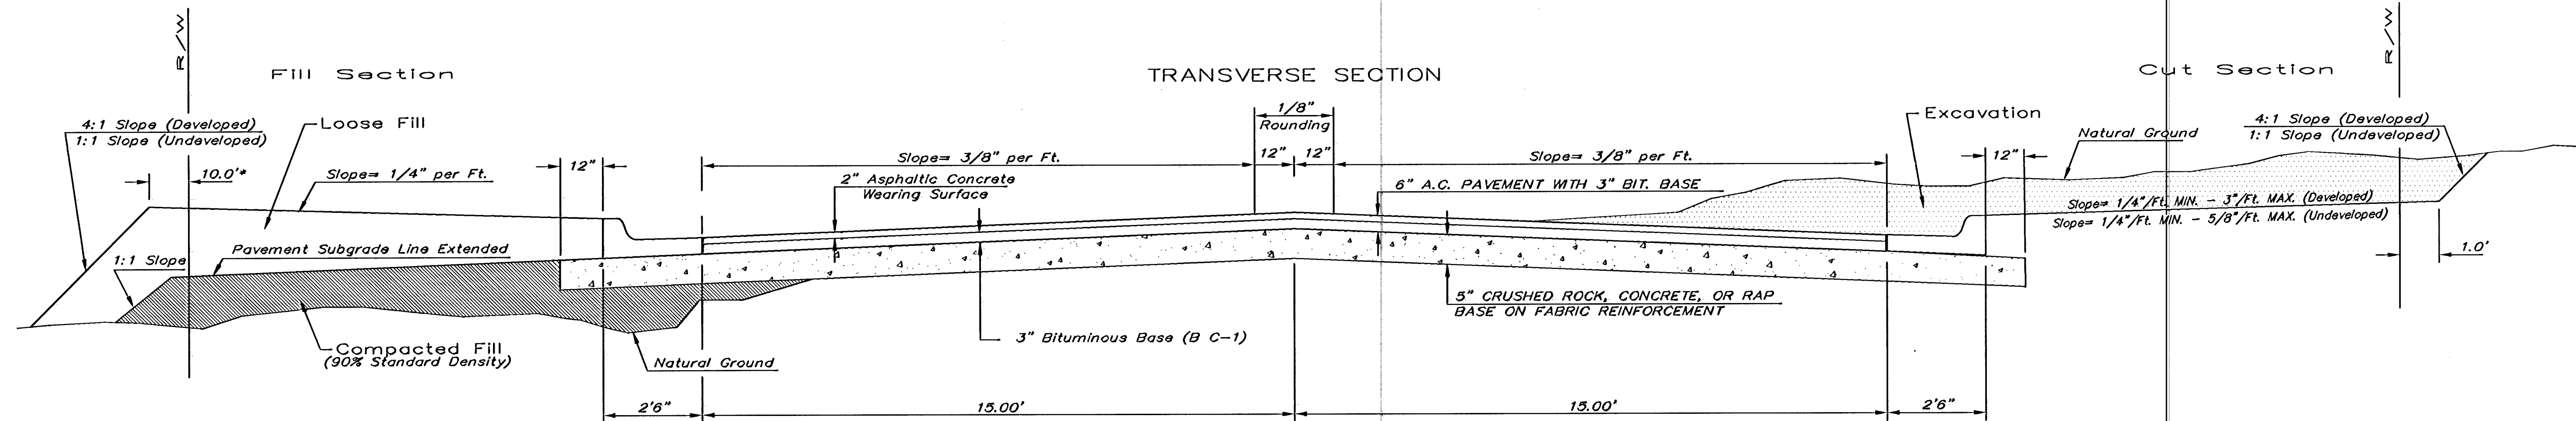 R/W
R/W
Fill Section
TRANSVERSE SECTION
Cut Section
4:1 Slope (Developed)
1:1 Slope (Undeveloped)
Loose Fill
10.0'*
Slope= 1/4" per Ft.
12"
Slope= 3/8" per Ft.
1/8"
Rounding
12"
12"
Slope= 3/8" per Ft.
Excavation
Natural Ground
12"
4:1 Slope (Developed)
1:1 Slope (Undeveloped)
2" Asphaltic Concrete
Wearing Surface
6" A.C. PAVEMENT WITH 3" BIT. BASE
Slope= 1/4"/Ft. MIN. - 3"/Ft. MAX. (Developed)
Slope= 1/4"/Ft. MIN. - 5/8"/Ft. MAX. (Undeveloped)
1.0'
1:1 Slope
Pavement Subgrade Line Extended
5" CRUSHED ROCK, CONCRETE, OR RAP
BASE ON FABRIC REINFORCEMENT
3" Bituminous Base (B C-1)
Compacted Fill
(90% Standard Density)
Natural Ground
2'6"
15.00'
15.00'
2'6"